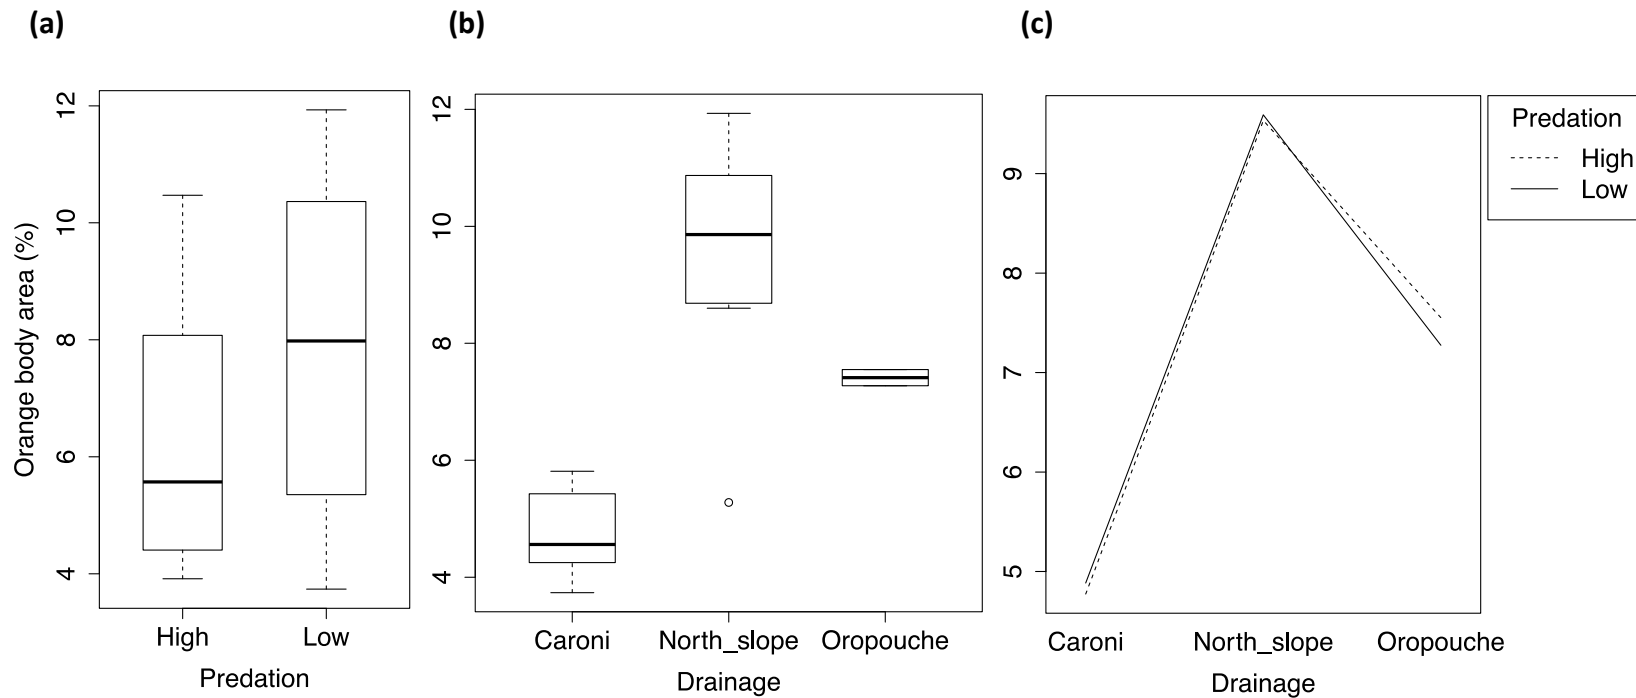 (a)
(b)
(c)
Orange body area (%)
12
10
8
6
4
High
Low
Predation
12
10
8
6
4
Caroni
North_slope
Oropouche
Drainage
9
8
7
6
5
Caroni
North_slope
Oropouche
Drainage
Predation
High
Low